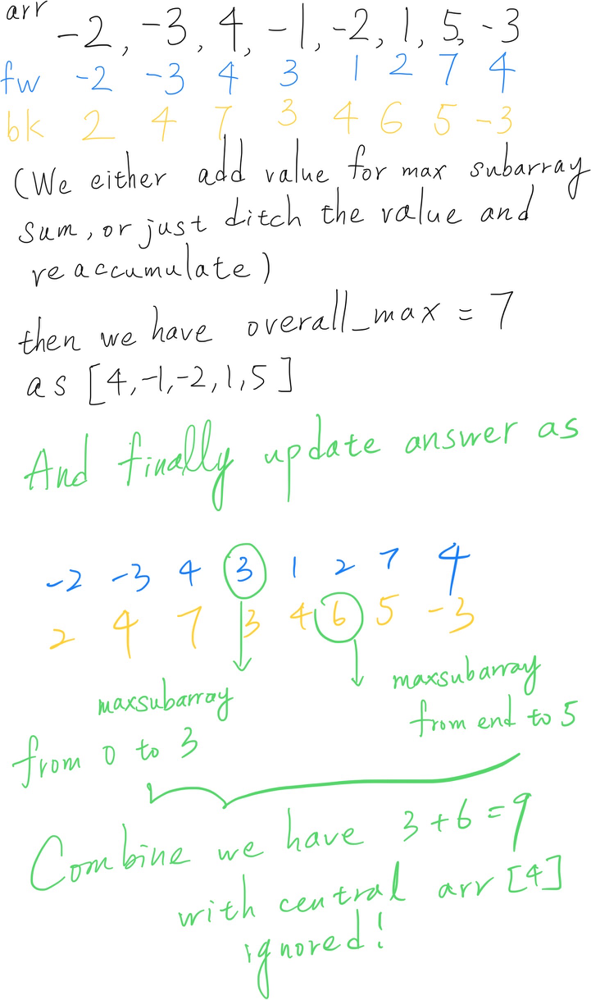 arr -2, -3, 4, -1, -2, 1, 5, -3
fw -2 -3 4 3 1 2 7 4
bk 2 4 7 3 4 6 5 -3
(We either add value for max subarray
sum, or just ditch the value and
reaccumulate)
then we have overall_max = 7
as [4,-1,-2,1,5]
And finally update answer as
-2 -3 4 3 1 2 7 4
2 4 7 3 4 6 5 -3
maxsubarray
from 0 to 3
maxsubarray
from end to 5
Combine we have 3+6=9
with central arr [4]
ignored!